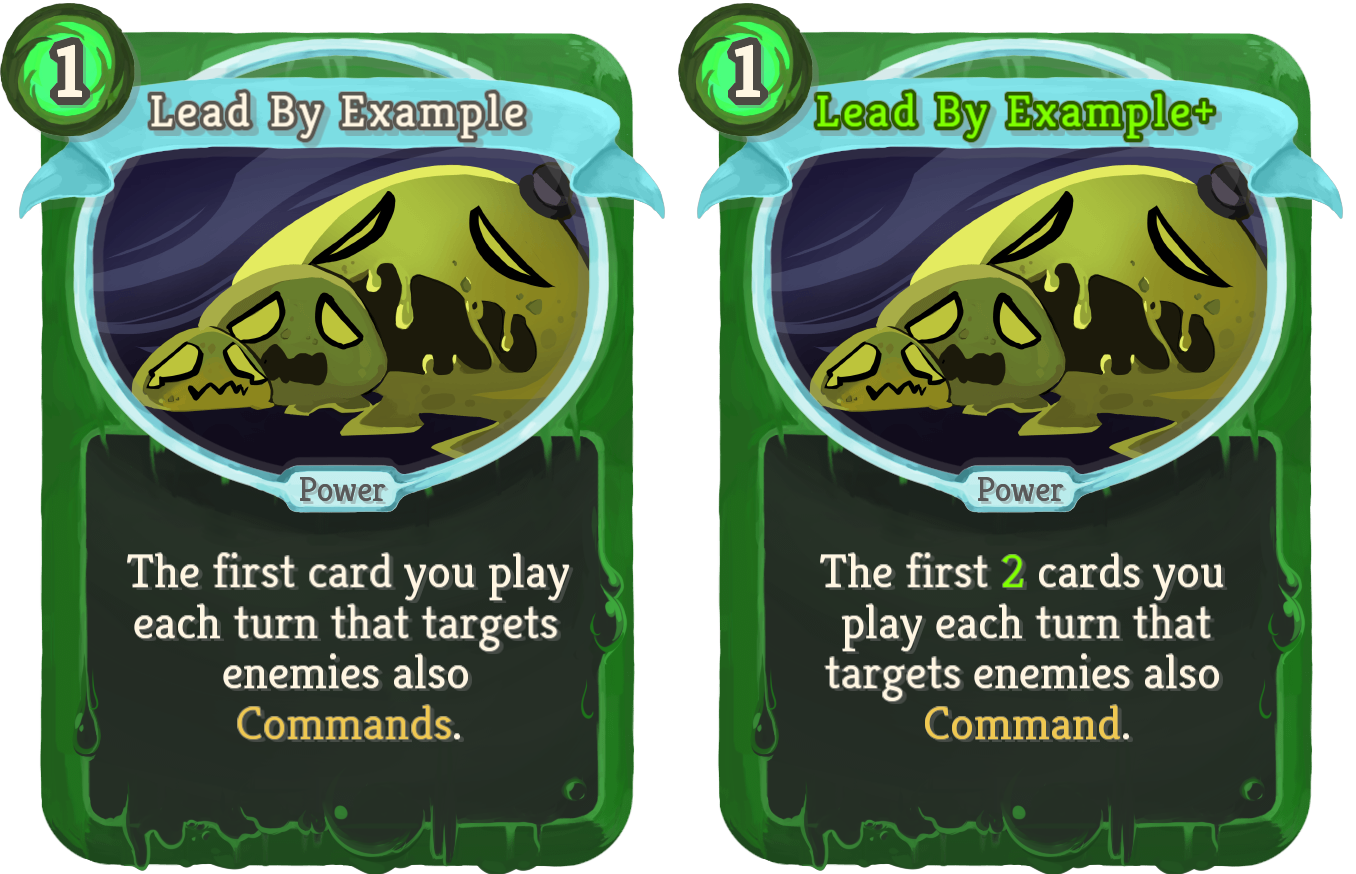 1
Lead By Example
Power
The first card you play
each turn that targets
enemies also
Commands.
1
Lead By Example+
Power
The first 2 cards you
play each turn that
targets enemies also
Command.